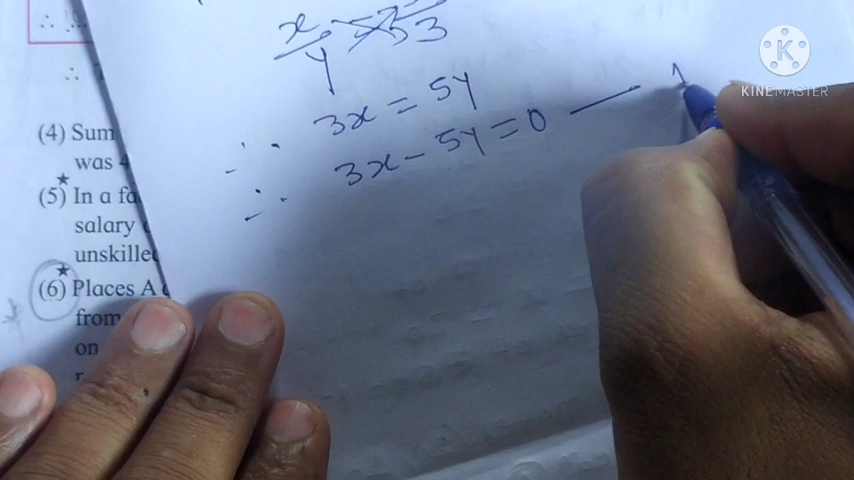 x/y = 5/3
∴ 3x = 5y
∴ 3x - 5y = 0 — 1
KINEMASTER
(4) Sum
was
(5) In a fa
salary
unskilled
(6) Places A
from
on